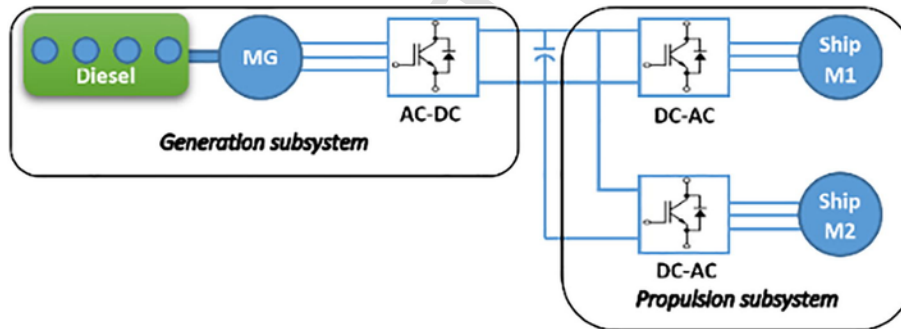 Diesel
MG
AC-DC
Generation subsystem
DC-AC
Ship
M1
DC-AC
Ship
M2
Propulsion subsystem